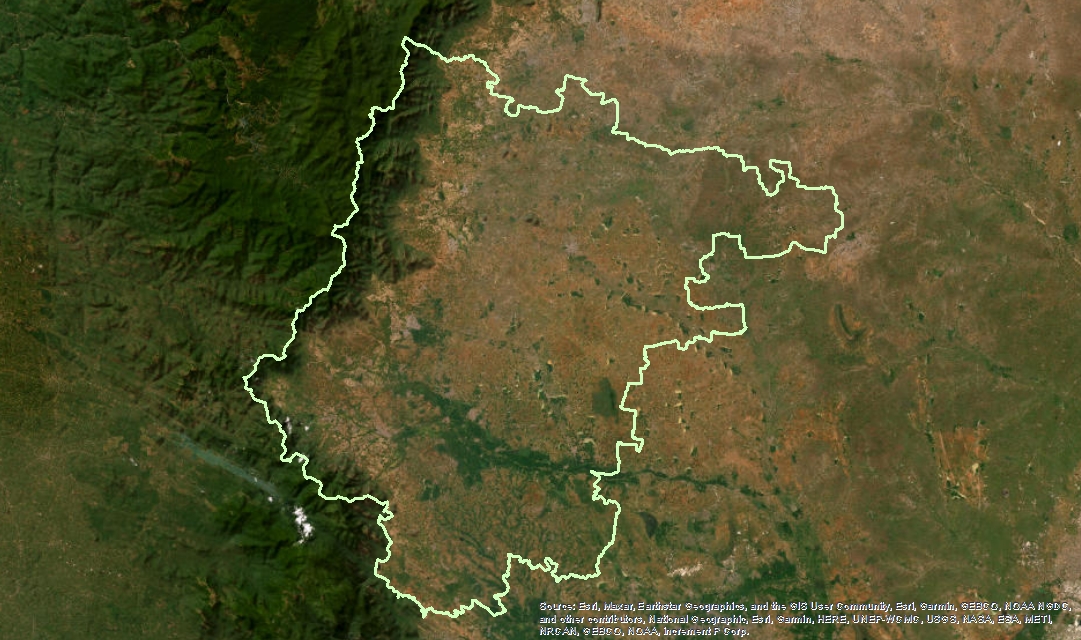 Source: Esri, Maxar, Earthstar Geographics, and the GIS User Community, Esri, Garmin, GEBCO, NOAA NGDC,
and other contributors, National Geographic, Esri, Garmin, HERE, UNEP-WCMC, USGS, NASA, ESA, METI,
NRCAN, GEBCO, NOAA, increment P Corp.